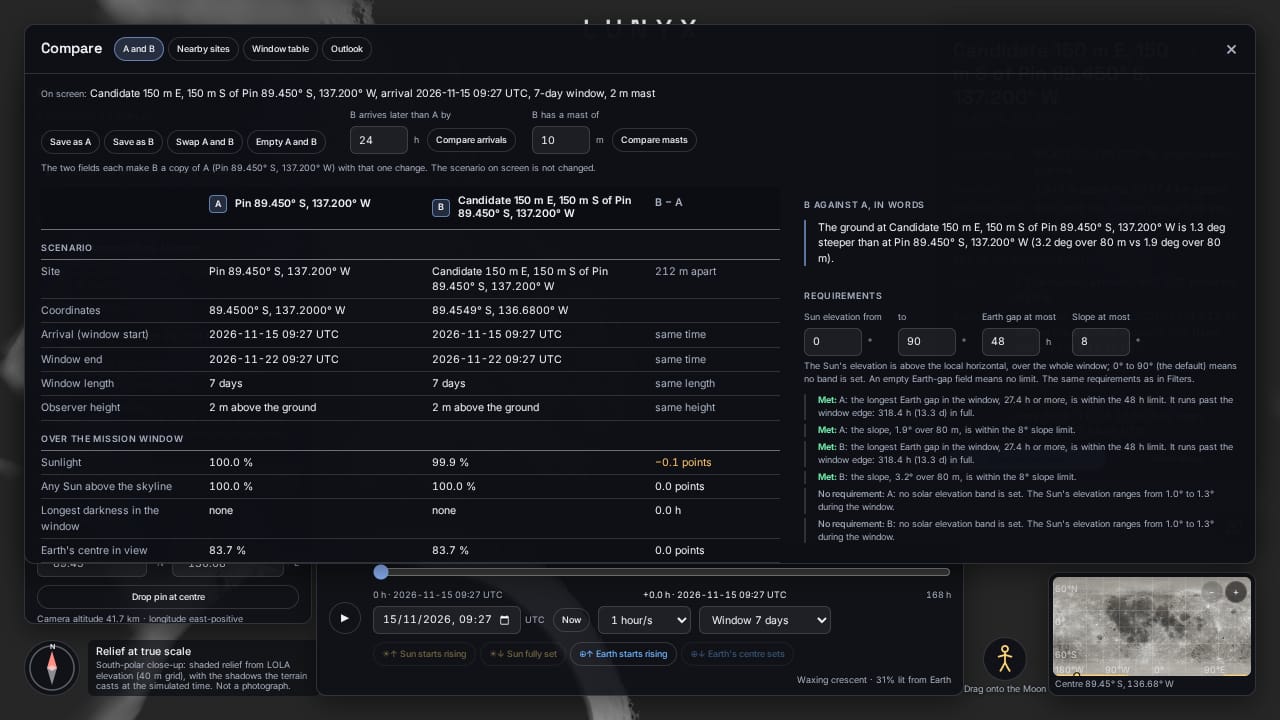 LUNYX
Compare
A and B
Nearby sites
Window table
Outlook
On screen: Candidate 150 m E, 150 m S of Pin 89.450° S, 137.200° W, arrival 2026-11-15 09:27 UTC, 7-day window, 2 m mast
B arrives later than A by
B has a mast of
Save as A
Save as B
Swap A and B
Empty A and B
24 h
Compare arrivals
10 m
Compare masts
The two fields each make B a copy of A (Pin 89.450° S, 137.200° W) with that one change. The scenario on screen is not changed.
A Pin 89.450° S, 137.200° W
B Candidate 150 m E, 150 m S of Pin
89.450° S, 137.200° W
B − A
SCENARIO
Site
Pin 89.450° S, 137.200° W
Candidate 150 m E, 150 m S of Pin
89.450° S, 137.200° W
212 m apart
Coordinates 89.4500° S, 137.2000° W 89.4549° S, 136.6800° W
Arrival (window start) 2026-11-15 09:27 UTC 2026-11-15 09:27 UTC same time
Window end 2026-11-22 09:27 UTC 2026-11-22 09:27 UTC same time
Window length 7 days 7 days same length
Observer height 2 m above the ground 2 m above the ground same height
OVER THE MISSION WINDOW
Sunlight 100.0 % 99.9 % −0.1 points
Any Sun above the skyline 100.0 % 100.0 % 0.0 points
Longest darkness in the
window
none none 0.0 h
Earth's centre in view 83.7 % 83.7 % 0.0 points
B AGAINST A, IN WORDS
The ground at Candidate 150 m E, 150 m S of Pin 89.450° S, 137.200° W is 1.3 deg
steeper than at Pin 89.450° S, 137.200° W (3.2 deg over 80 m vs 1.9 deg over 80
m).
REQUIREMENTS
Sun elevation from to Earth gap at most Slope at most
0 ° 90 ° 48 h 8 °
The Sun's elevation is above the local horizontal, over the whole window; 0° to 90° (the default) means
no band is set. An empty Earth-gap field means no limit. The same requirements as in Filters.
Met: A: the longest Earth gap in the window, 27.4 h or more, is within the 48 h limit. It runs past the
window edge: 318.4 h (13.3 d) in full.
Met: A: the slope, 1.9° over 80 m, is within the 8° slope limit.
Met: B: the longest Earth gap in the window, 27.4 h or more, is within the 48 h limit. It runs past the
window edge: 318.4 h (13.3 d) in full.
Met: B: the slope, 3.2° over 80 m, is within the 8° slope limit.
No requirement: A: no solar elevation band is set. The Sun's elevation ranges from 1.0° to 1.3°
during the window.
No requirement: B: no solar elevation band is set. The Sun's elevation ranges from 1.0° to 1.3°
during the window.
Drop pin at centre
Camera altitude 41.7 km · longitude east-positive
N
Relief at true scale
South-polar close-up: shaded relief from LOLA
elevation (40 m grid), with the shadows the terrain
casts at the simulated time. Not a photograph.
0 h · 2026-11-15 09:27 UTC
+0.0 h · 2026-11-15 09:27 UTC
168 h
15/11/2026, 09:27 UTC
Now
1 hour/s
Window 7 days
☀↑ Sun starts rising
☀↓ Sun fully set
⊕↑ Earth starts rising
⊕↓ Earth's centre sets
Waxing crescent · 31% lit from Earth
Drag onto the Moon
60°N
0°
60°S
180°W 90°W 0° 90°E
− +
Centre 89.45° S, 136.68° W